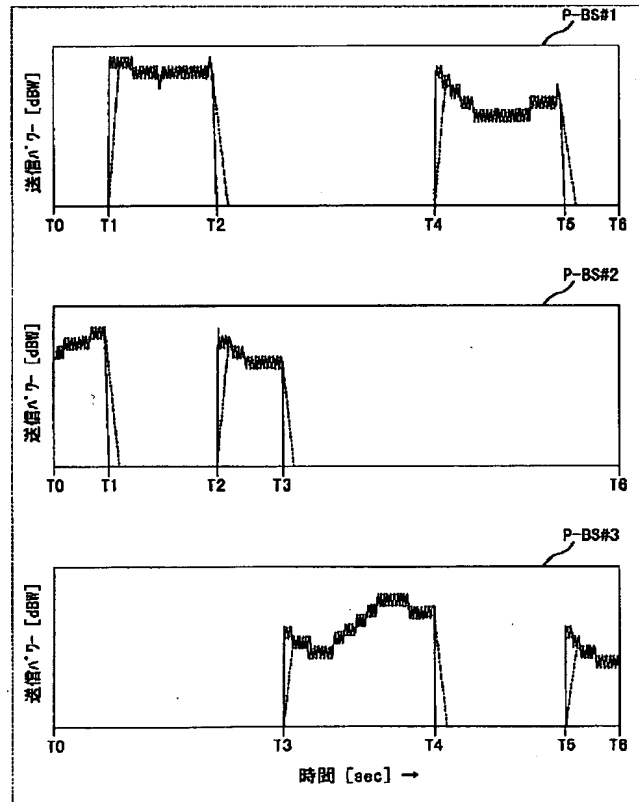 P-BS#1
送信パワー [dBW]
T0 T1 T2 T4 T5 T6
P-BS#2
送信パワー [dBW]
T0 T1 T2 T3 T6
P-BS#3
送信パワー [dBW]
T0 T3 T4 T5 T6
時間 [sec] →